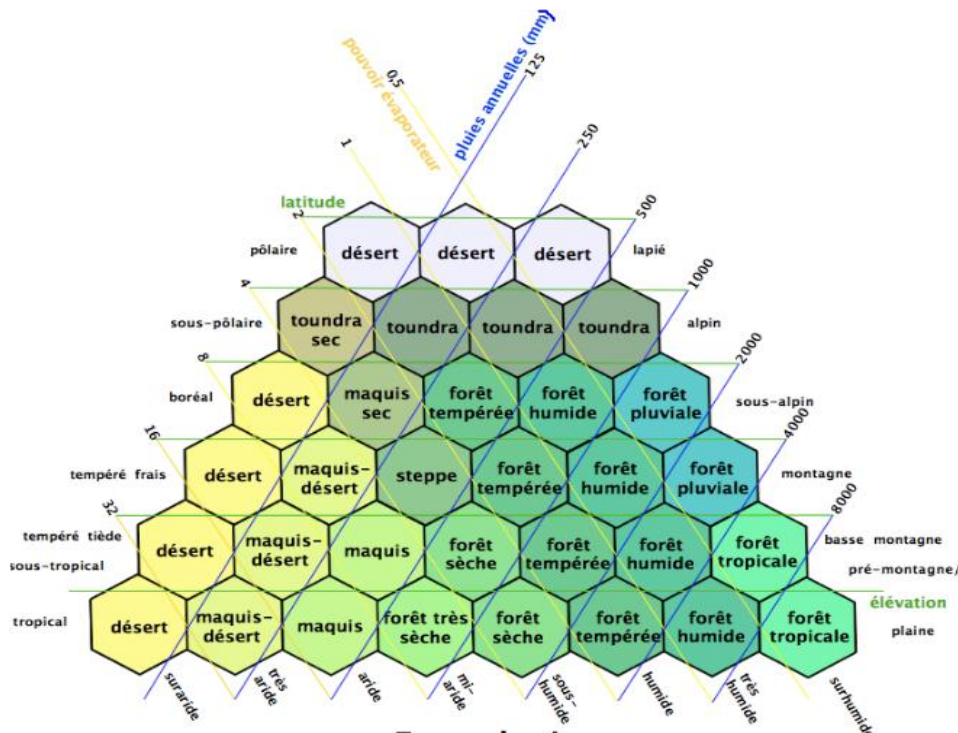 pouvoir évaporateur
pluies annuelles (mm)
0,5
125
1
250
latitude
2
500
pôlaire
désert
désert
désert
lapié
4
1000
sous-pôlaire
toundra
sec
toundra
toundra
toundra
alpin
8
2000
boréal
désert
maquis
sec
forêt
tempérée
forêt
humide
forêt
pluviale
sous-alpin
16
4000
tempéré frais
désert
maquis-
désert
steppe
forêt
tempérée
forêt
humide
forêt
pluviale
montagne
32
8000
tempéré tiède
sous-tropical
désert
maquis-
désert
maquis
forêt
sèche
forêt
tempérée
forêt
humide
forêt
tropicale
basse montagne
pré-montagne/
élévation
tropical
désert
maquis-
désert
maquis
forêt très
sèche
forêt
sèche
forêt
tempérée
forêt
humide
forêt
tropicale
plaine
suraride
très
aride
aride
mi-
aride
sous-
humide
humide
très
humide
surhumide